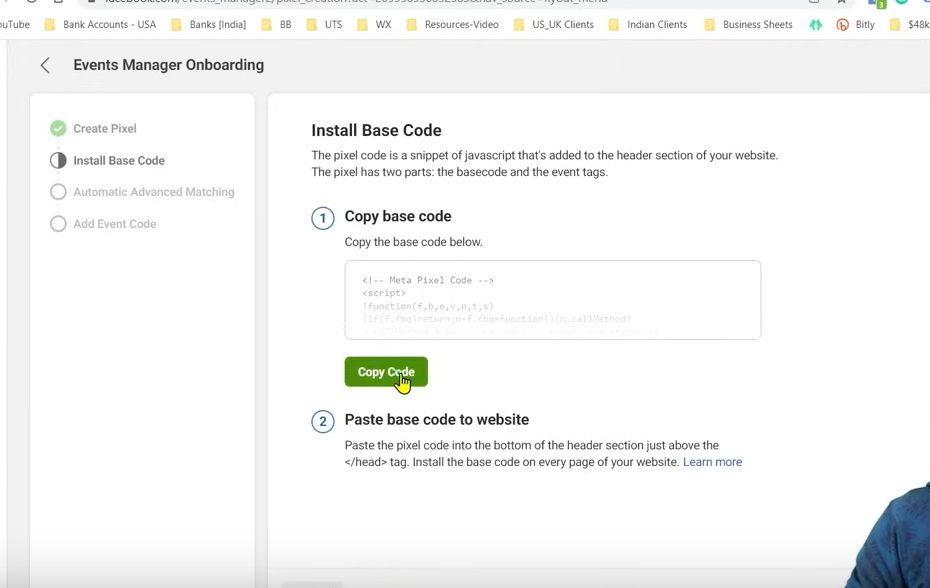 ouTube Bank Accounts - USA Banks [India] BB UTS WX Resources-Video US_UK Clients Indian Clients Business Sheets Bitly $48k
Events Manager Onboarding
Create Pixel
Install Base Code
Automatic Advanced Matching
Add Event Code
Install Base Code
The pixel code is a snippet of javascript that's added to the header section of your website.
The pixel has two parts: the basecode and the event tags.
1 Copy base code
Copy the base code below.
<!-- Meta Pixel Code -->
<script>
!function(f,b,e,v,n,t,s)
{if(f.fbq)return;n=f.fbq=function(){n.callMethod?
Copy Code
2 Paste base code to website
Paste the pixel code into the bottom of the header section just above the
</head> tag. Install the base code on every page of your website. Learn more